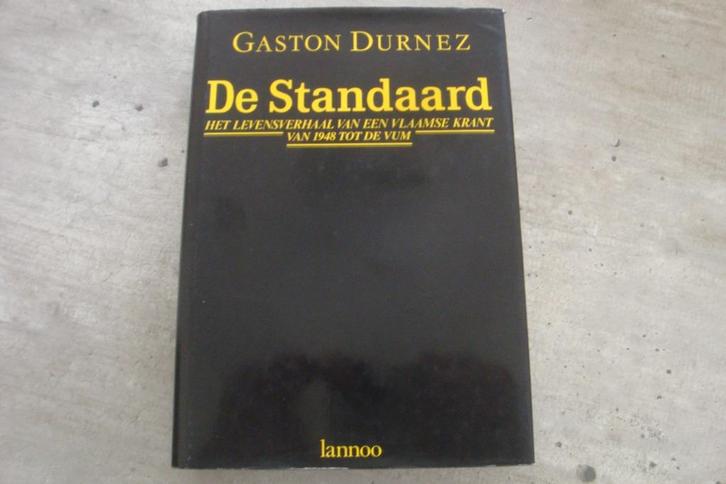 GASTON DURNEZ
De Standaard
HET LEVENSVERHAAL VAN EEN VLAAMSE KRANT
VAN 1948 TOT DE VUM
lannoo